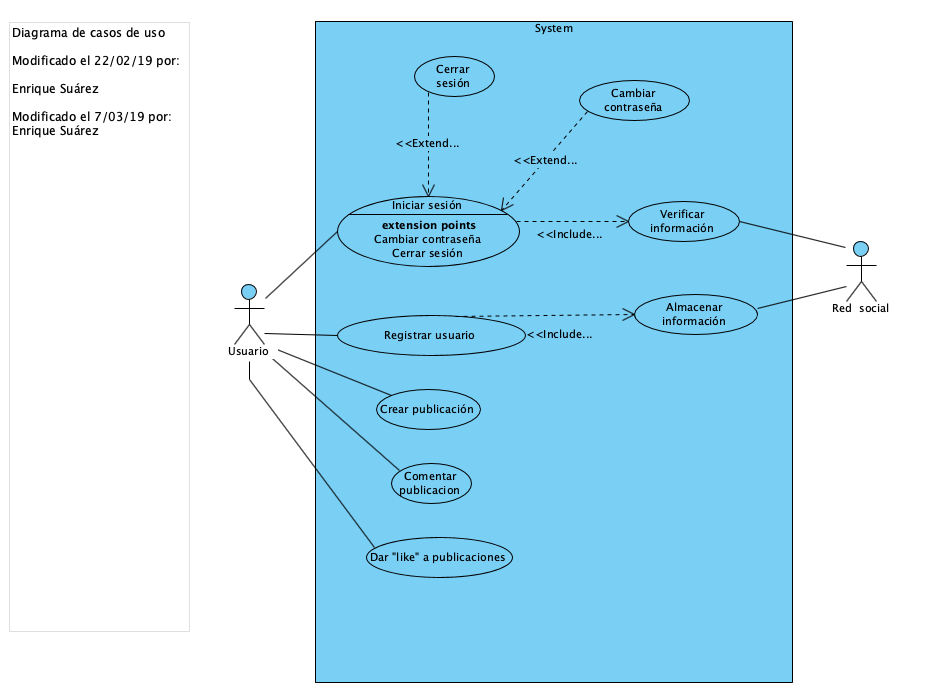 Diagrama de casos de uso
Modificado el 22/02/19 por:
Enrique Suárez
Modificado el 7/03/19 por:
Enrique Suárez
System
Cerrar
sesión
Cambiar
contraseña
<<Extend...
<<Extend...
Iniciar sesión
extension points
Cambiar contraseña
Cerrar sesión
Verificar
información
<<Include...
Red social
Almacenar
información
Usuario
Registrar usuario
<<Include...
Crear publicación
Comentar
publicacion
Dar "like" a publicaciones